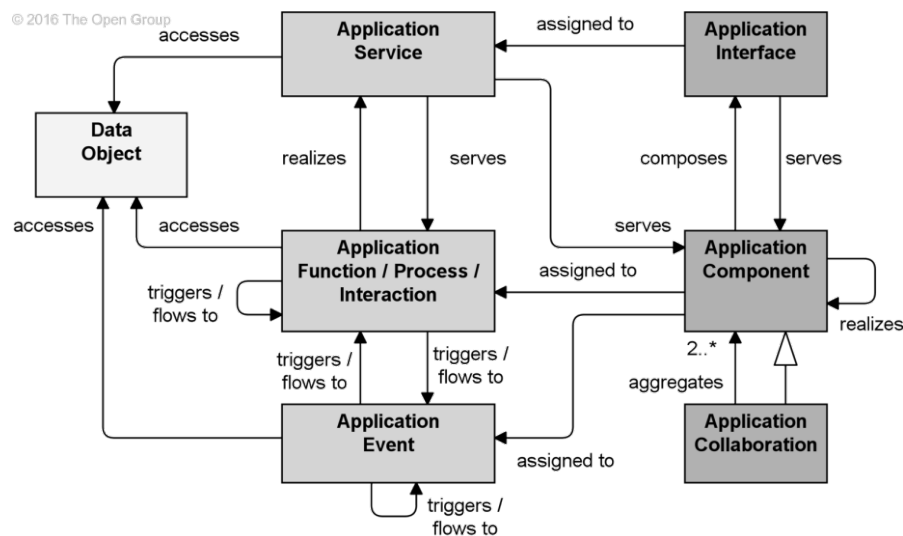 © 2016 The Open Group
accesses
Application
Service
assigned to
Application
Interface
Data
Object
realizes
serves
composes
serves
accesses
accesses
Application
Function / Process /
Interaction
serves
assigned to
Application
Component
triggers /
flows to
realizes
triggers /
flows to
triggers /
flows to
2..*
aggregates
Application
Event
assigned to
Application
Collaboration
triggers /
flows to